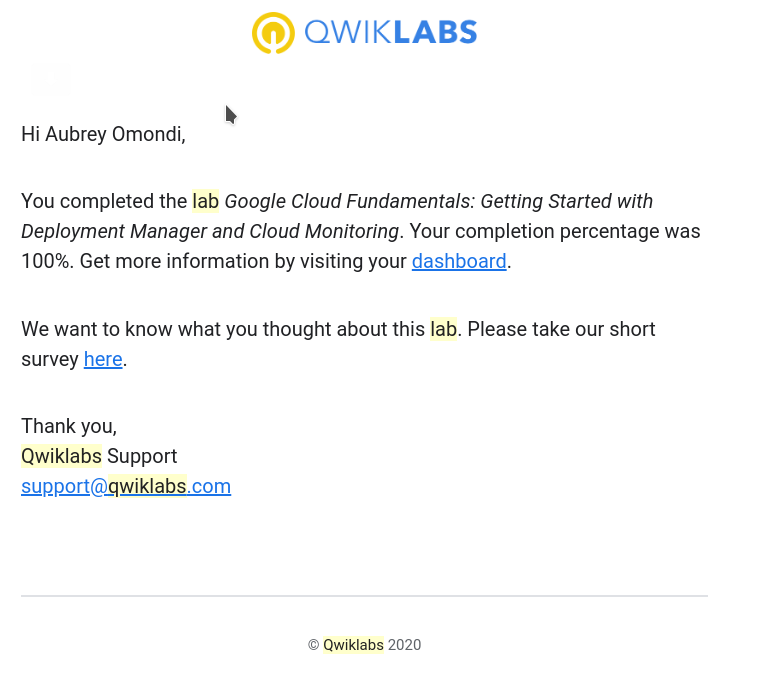 QWIKLABS
Hi Aubrey Omondi,
You completed the lab Google Cloud Fundamentals: Getting Started with
Deployment Manager and Cloud Monitoring. Your completion percentage was
100%. Get more information by visiting your dashboard.
We want to know what you thought about this lab. Please take our short
survey here.
Thank you,
Qwiklabs Support
support@qwiklabs.com
© Qwiklabs 2020